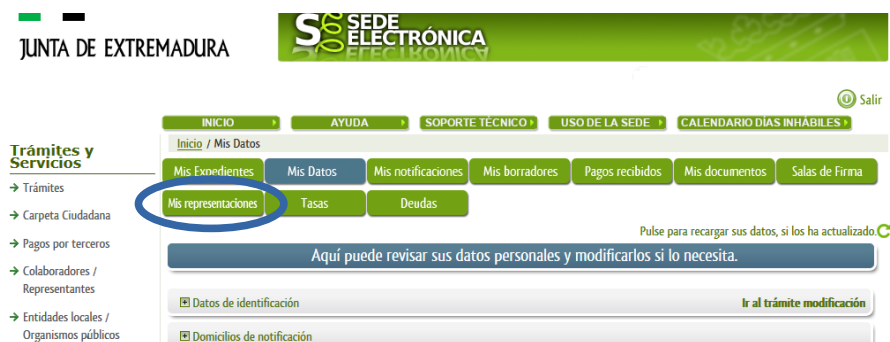 JUNTA DE EXTREMADURA
SEDE
ELECTRÓNICA
Salir
INICIO
AYUDA
SOPORTE TÉCNICO
USO DE LA SEDE
CALENDARIO DÍAS INHÁBILES
Trámites y
Servicios
Inicio / Mis Datos
Mis Expedientes
Mis Datos
Mis notificaciones
Mis borradores
Pagos recibidos
Mis documentos
Salas de Firma
Mis representaciones
Tasas
Deudas
Trámites
Carpeta Ciudadana
Pagos por terceros
Colaboradores /
Representantes
Entidades locales /
Organismos públicos
Pulse para recargar sus datos, si los ha actualizado.
Aquí puede revisar sus datos personales y modificarlos si lo necesita.
Datos de identificación
Ir al trámite modificación
Domicilios de notificación